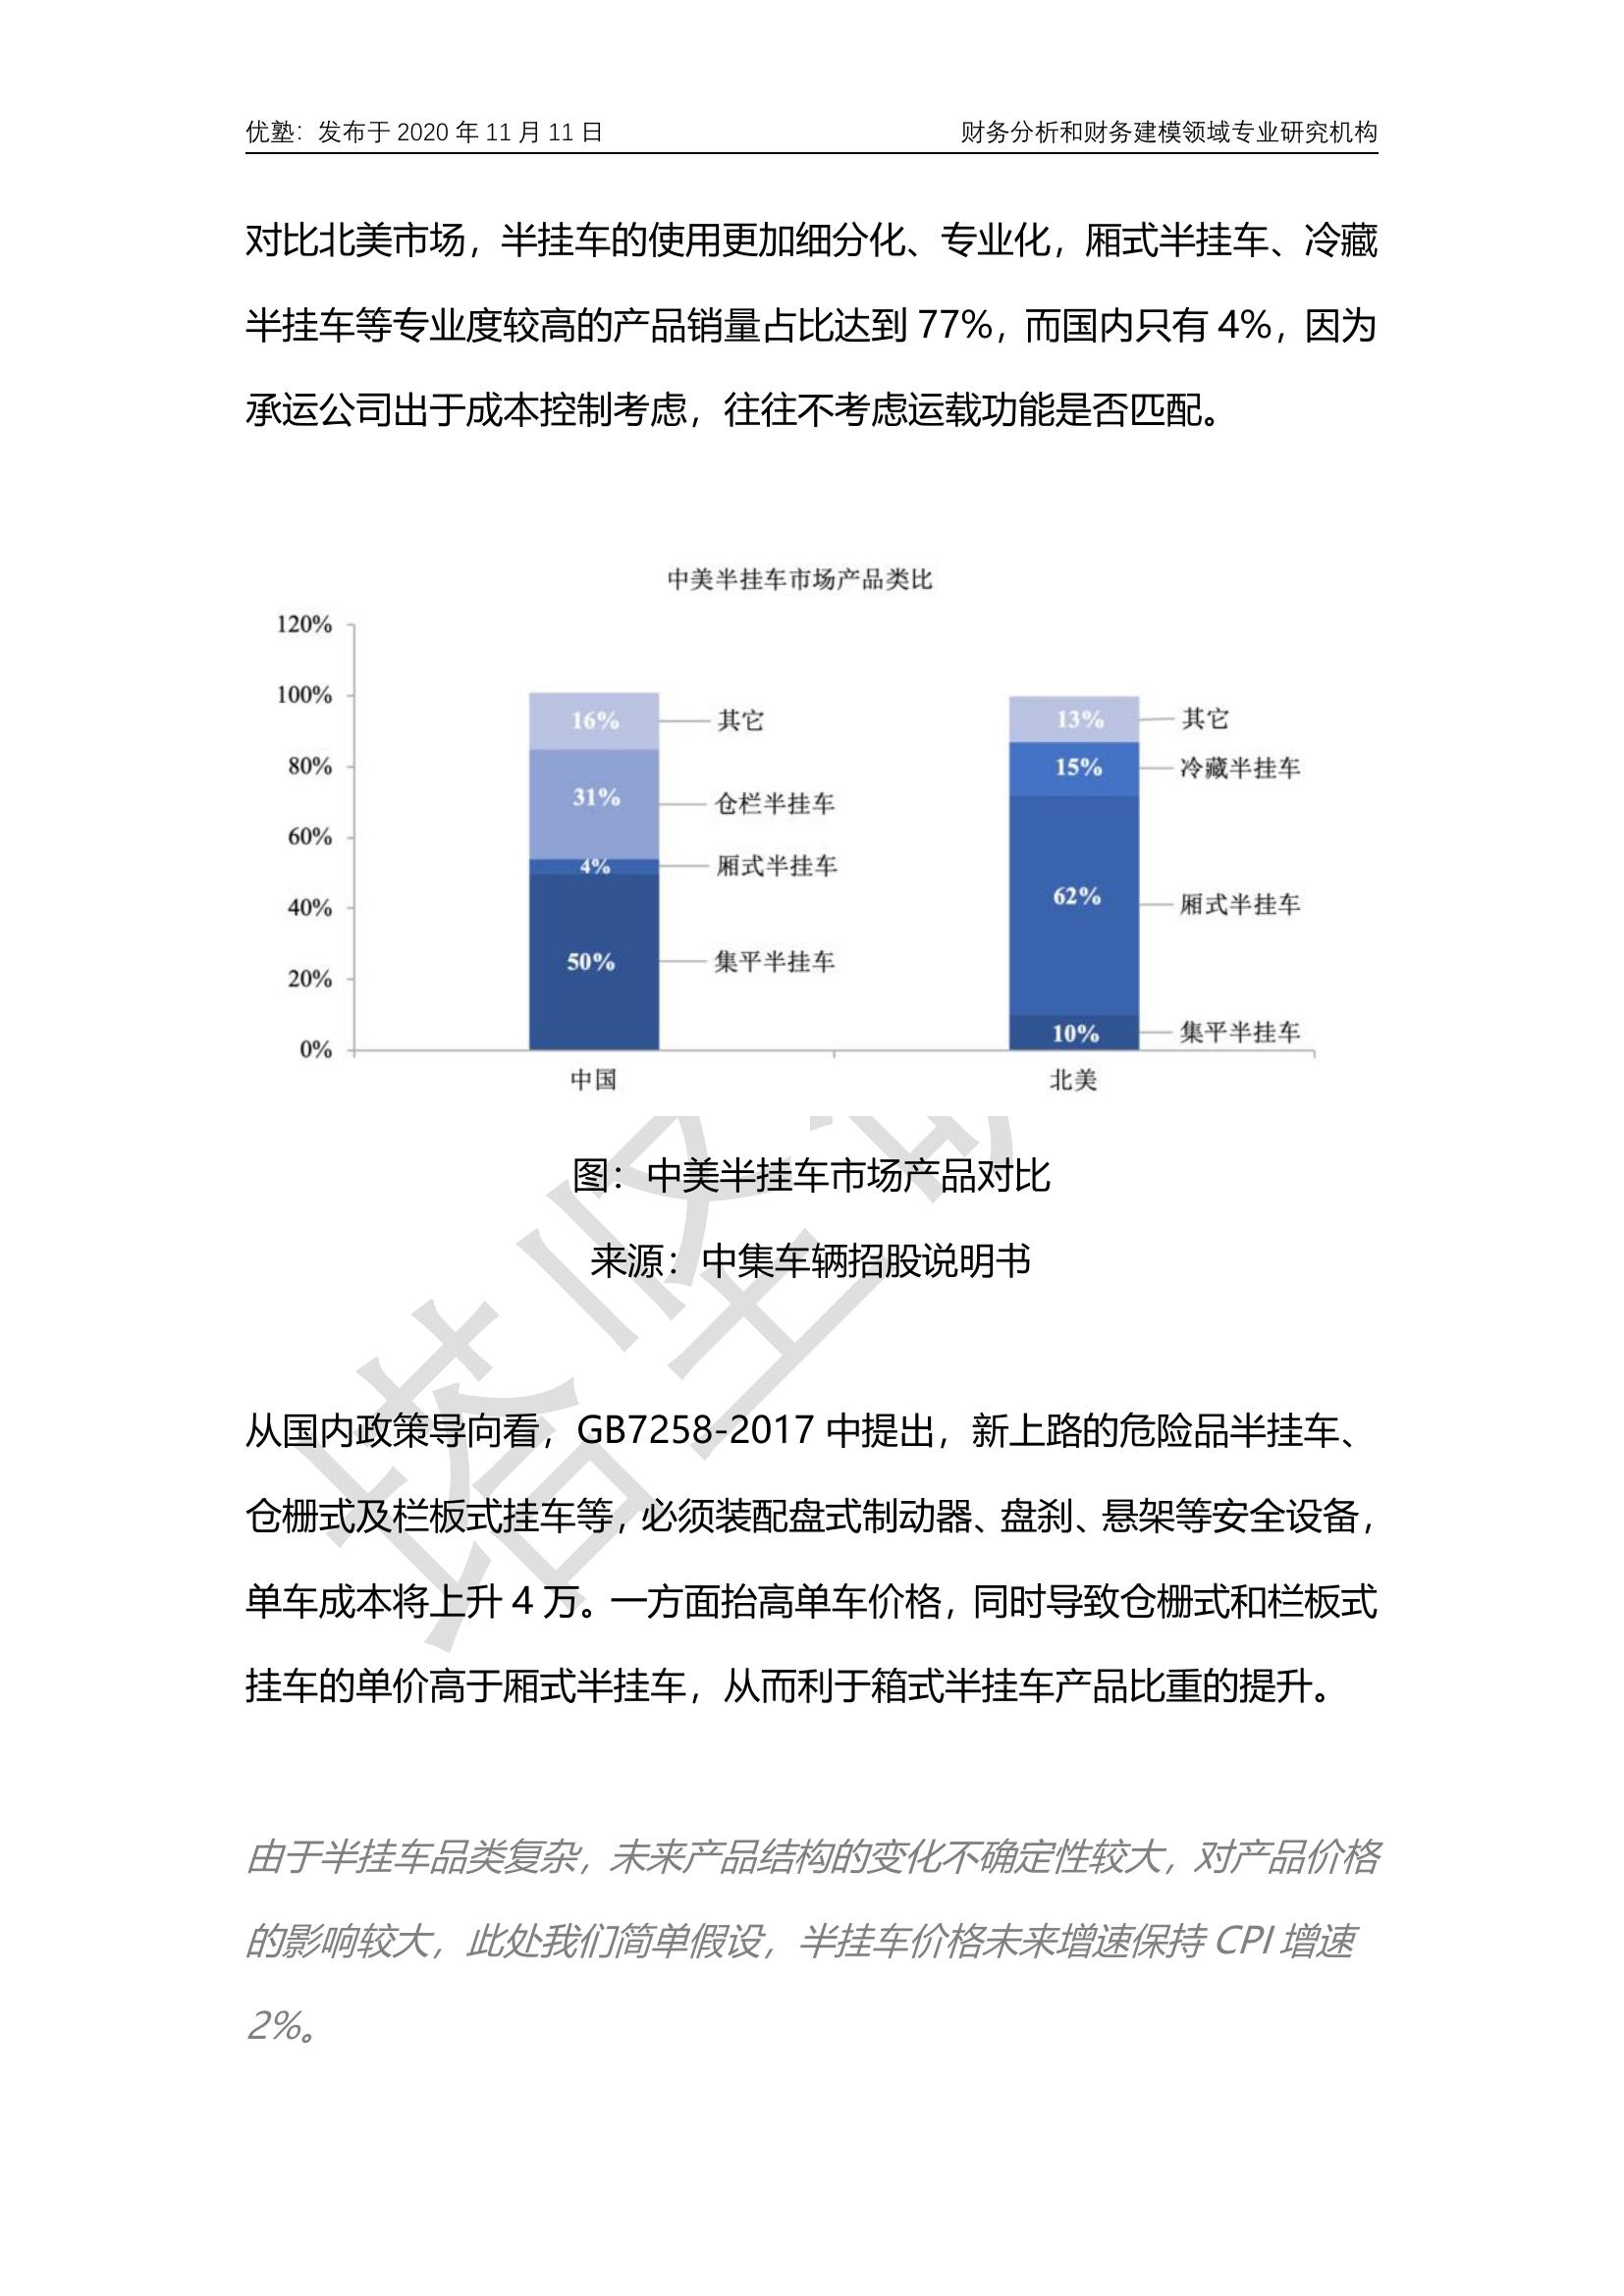 优塾：发布于 2020 年 11 月 11 日
财务分析和财务建模领域专业研究机构
对比北美市场，半挂车的使用更加细分化、专业化，厢式半挂车、冷藏
半挂车等专业度较高的产品销量占比达到 77%，而国内只有 4%，因为
承运公司出于成本控制考虑，往往不考虑运载功能是否匹配。
中美半挂车市场产品类比
120%
100%
80%
60%
40%
20%
0%
16% 其它
31% 仓栏半挂车
4% 厢式半挂车
50% 集平半挂车
中国
13% 其它
15% 冷藏半挂车
62% 厢式半挂车
10% 集平半挂车
北美
图：中美半挂车市场产品对比
来源：中集车辆招股说明书
从国内政策导向看，GB7258-2017 中提出，新上路的危险品半挂车、
仓栅式及栏板式挂车等，必须装配盘式制动器、盘刹、悬架等安全设备，
单车成本将上升 4 万。一方面抬高单车价格，同时导致仓栅式和栏板式
挂车的单价高于厢式半挂车，从而利于箱式半挂车产品比重的提升。
由于半挂车品类复杂，未来产品结构的变化不确定性较大，对产品价格
的影响较大，此处我们简单假设，半挂车价格未来增速保持 CPI 增速
2%。
塔坚